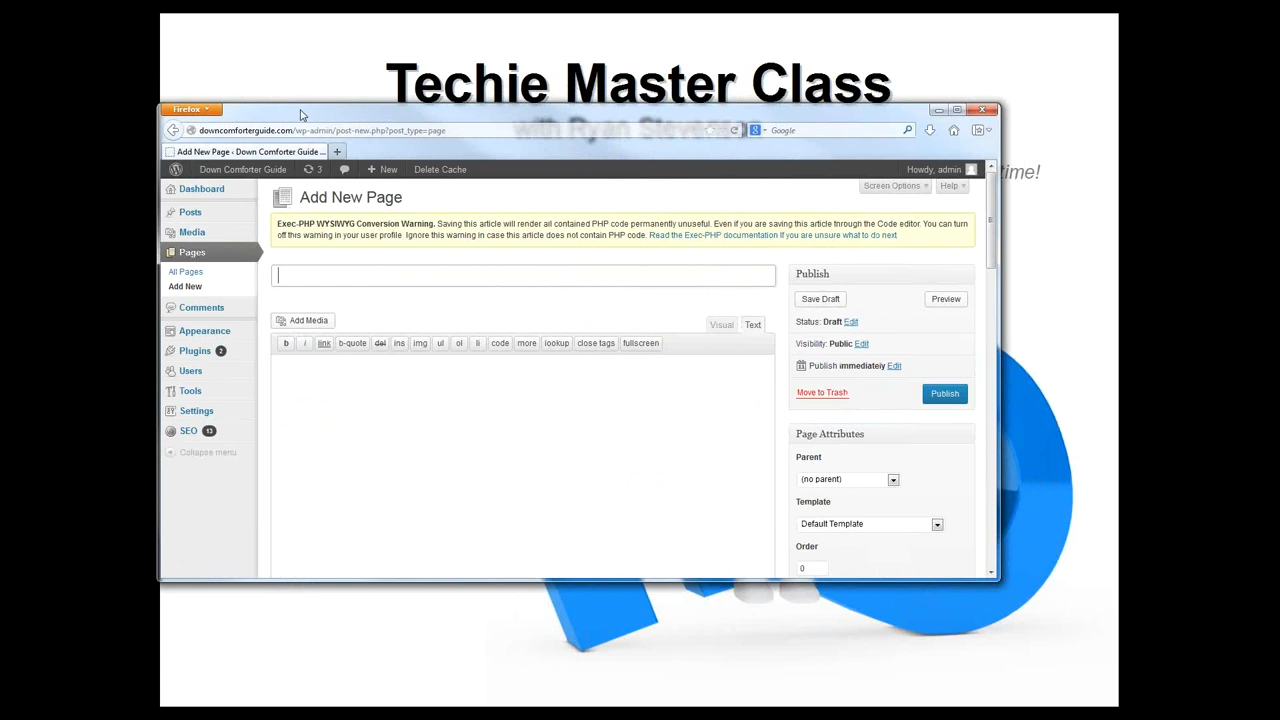 Techie Master Class
with Ryan Stevenson
time!
Firefox
downcomforterguide.com/wp-admin/post-new.php?post_type=page
Google
Add New Page ‹ Down Comforter Guide ...
+
Down Comforter Guide
3
+ New
Delete Cache
Howdy, admin
Dashboard
Posts
Media
Pages
All Pages
Add New
Comments
Appearance
Plugins 2
Users
Tools
Settings
SEO 13
Collapse menu
Screen Options
Help
Add New Page
Exec-PHP WYSIWYG Conversion Warning. Saving this article will render all contained PHP code permanently unuseful. Even if you are saving this article through the Code editor. You can turn
off this warning in your user profile. Ignore this warning in case this article does not contain PHP code. Read the Exec-PHP documentation if you are unsure what to do next
Add Media
Visual
Text
b
i
link
b-quote
del
ins
img
ul
ol
li
code
more
lookup
close tags
fullscreen
Publish
Save Draft
Preview
Status: Draft Edit
Visibility: Public Edit
Publish immediately Edit
Move to Trash
Publish
Page Attributes
Parent
(no parent)
Template
Default Template
Order
0